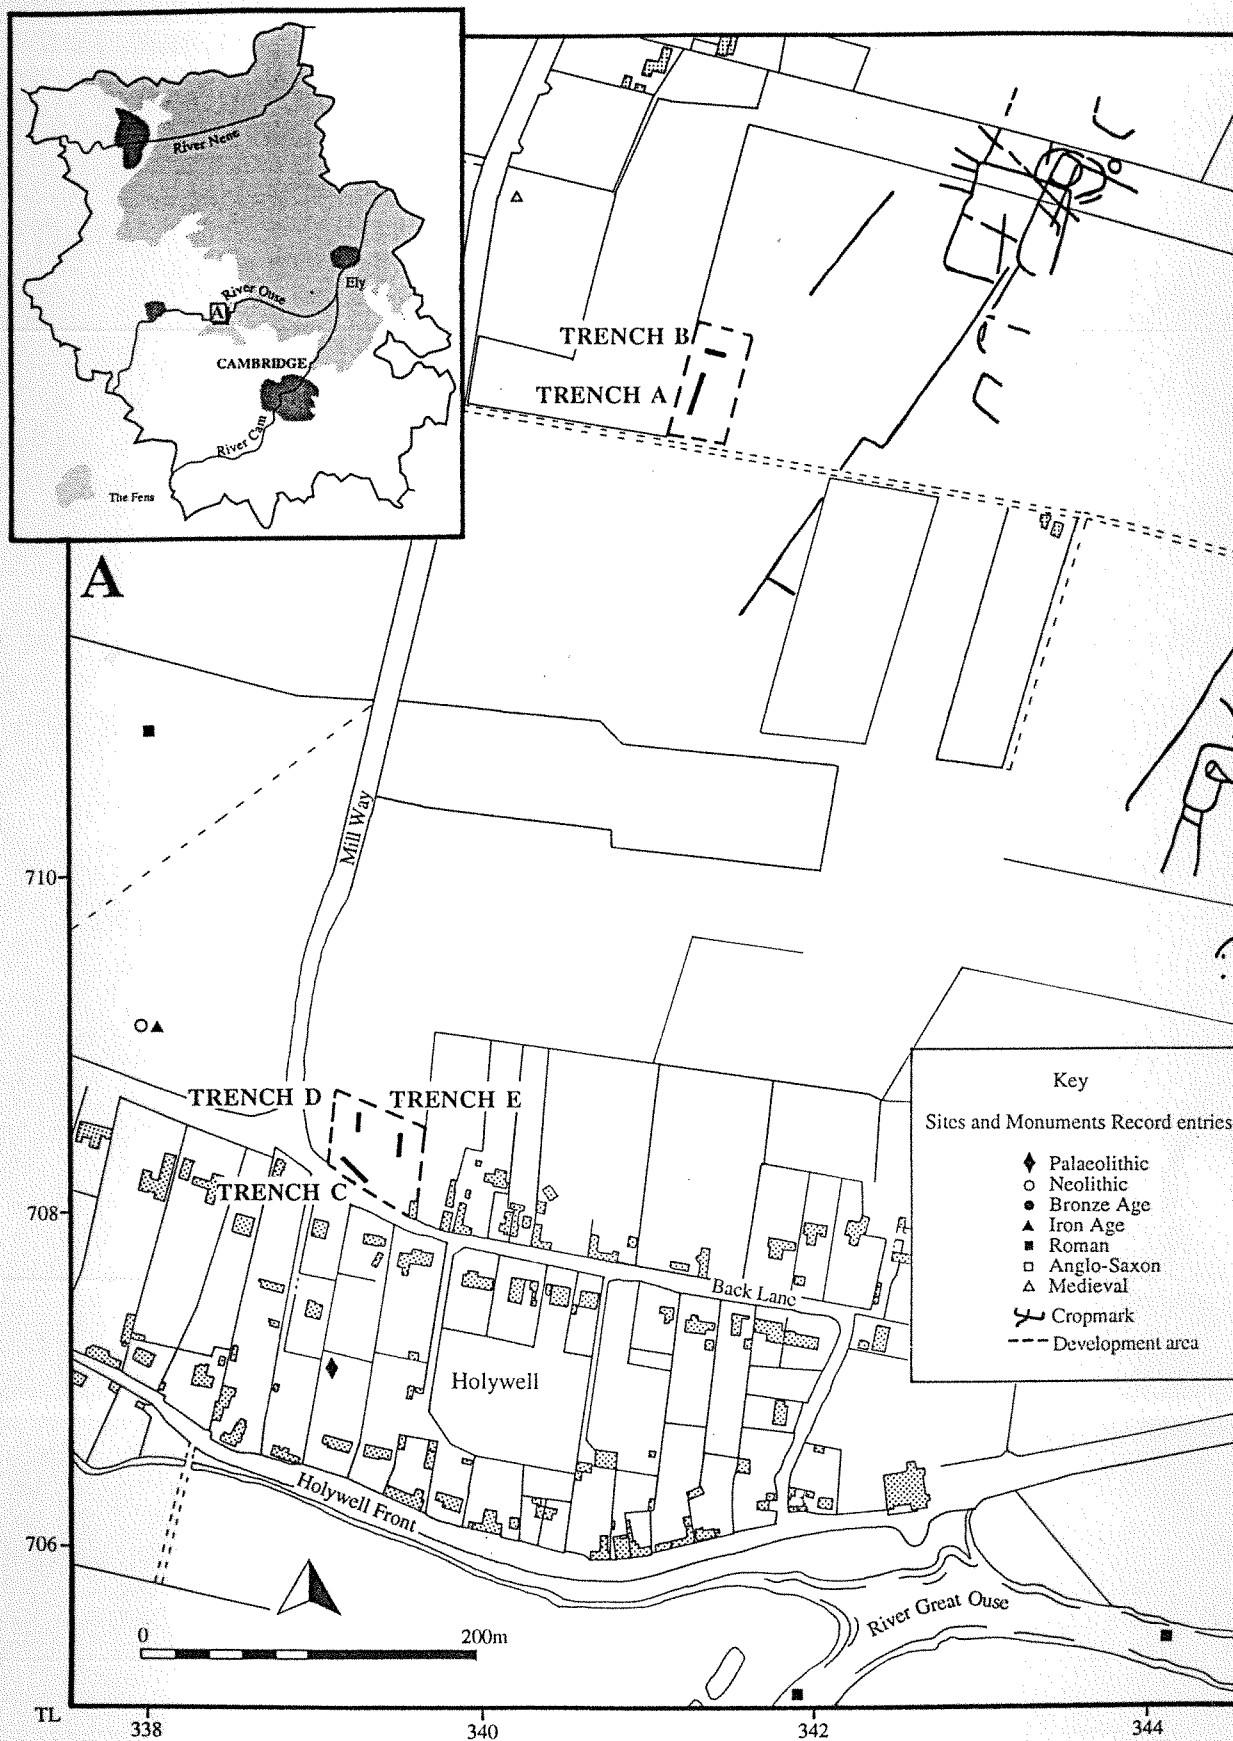 River Nene
River Ouse
A
Ely
CAMBRIDGE
River Cam
The Fens
TRENCH B
TRENCH A
A
Mill Way
710
TRENCH D
TRENCH E
TRENCH C
708
Key
Sites and Monuments Record entries
Palaeolithic
Neolithic
Bronze Age
Iron Age
Roman
Anglo-Saxon
Medieval
Cropmark
Development area
Back Lane
Holywell
Holywell Front
706
River Great Ouse
0
200m
TL
338
340
342
344